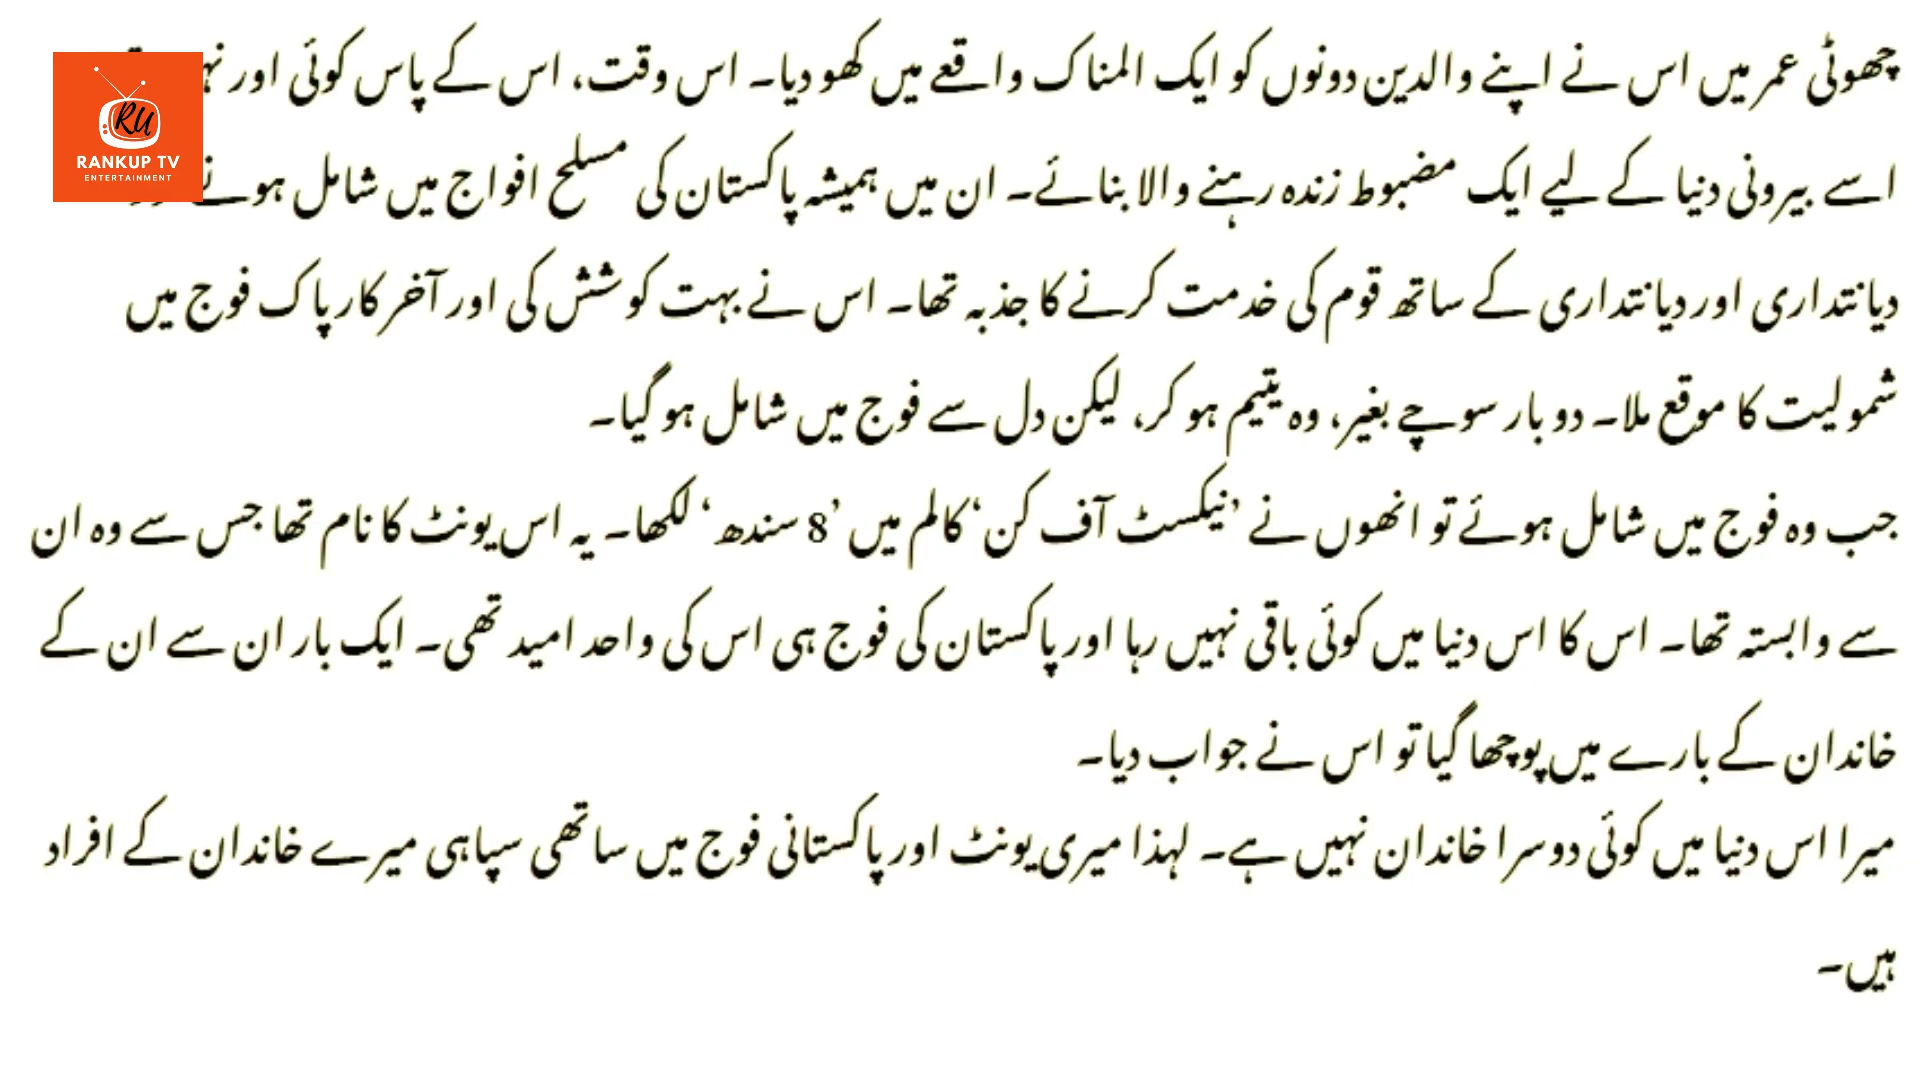 چھوٹی عمر میں اس نے اپنے والدین دونوں کو ایک المناک واقعے میں کھو دیا۔ اس وقت، اس کے پاس کوئی اور
اسے بیرونی دنیا کے لیے ایک مضبوط زندہ رہنے والا بنائے۔ ان میں ہمیشہ پاکستان کی مسلح افواج میں شامل ہونے
دیانتداری اور دیانتداری کے ساتھ قوم کی خدمت کرنے کا جذبہ تھا۔ اس نے بہت کوشش کی اور آخر کار پاک فوج میں
شمولیت کا موقع ملا۔ دو بار سوچے بغیر، وہ یتیم ہو کر، لیکن دل سے فوج میں شامل ہو گیا۔
جب وہ فوج میں شامل ہوئے تو انھوں نے ’نیکسٹ آف کن‘ کالم میں ’8 سندھ‘ لکھا۔ یہ اس یونٹ کا نام تھا جس سے وہ ان
سے وابستہ تھا۔ اس کا اس دنیا میں کوئی باقی نہیں رہا اور پاکستان کی فوج ہی اس کی واحد امید تھی۔ ایک بار ان سے ان کے
خاندان کے بارے میں پوچھا گیا تو اس نے جواب دیا۔
میرا اس دنیا میں کوئی دوسرا خاندان نہیں ہے۔ لہذا میری یونٹ اور پاکستانی فوج میں ساتھی سپاہی میرے خاندان کے افراد
ہیں۔
RU
RANKUP TV
ENTERTAINMENT